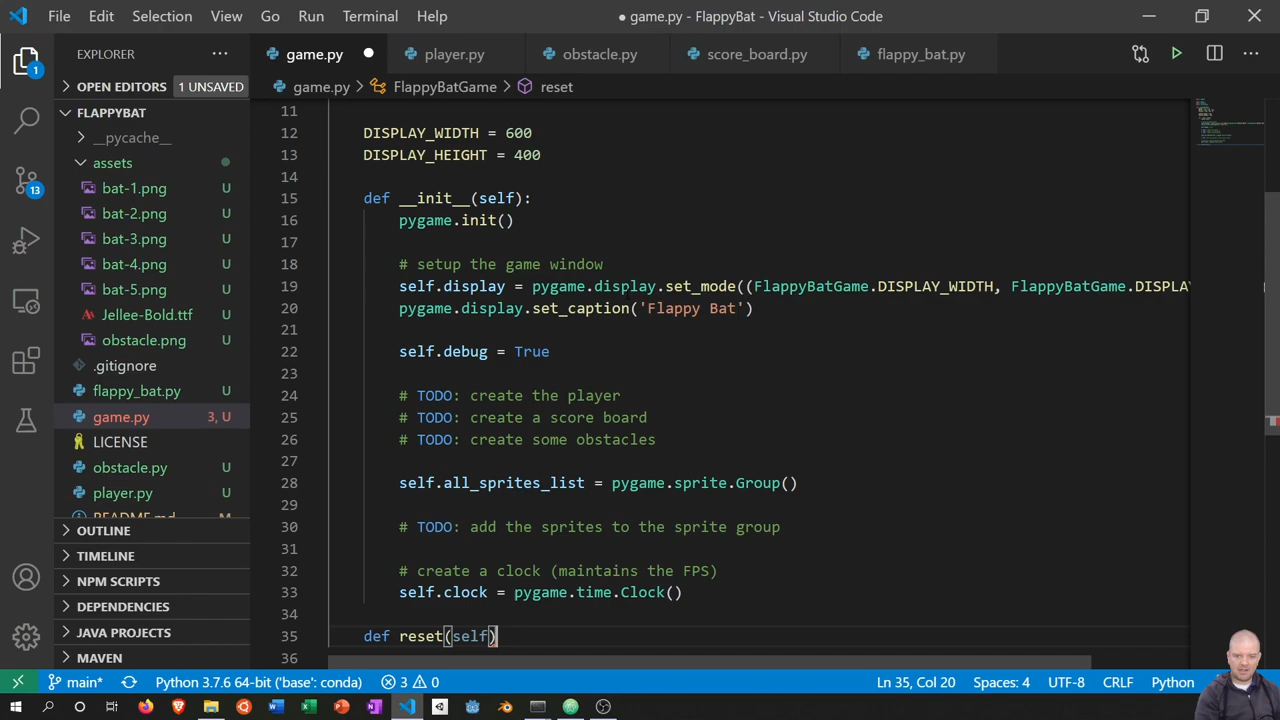 File Edit Selection View Go Run Terminal Help
● game.py - FlappyBat - Visual Studio Code
EXPLORER ...
game.py ●
player.py
obstacle.py
score_board.py
flappy_bat.py
1
OPEN EDITORS 1 UNSAVED
game.py > FlappyBatGame > reset
FLAPPYBAT
__pycache__
assets
bat-1.png U
bat-2.png U
bat-3.png U
bat-4.png U
bat-5.png U
Jellee-Bold.ttf U
obstacle.png U
.gitignore
flappy_bat.py U
game.py 3, U
LICENSE
obstacle.py U
player.py U
README.md M
OUTLINE
TIMELINE
NPM SCRIPTS
DEPENDENCIES
JAVA PROJECTS
MAVEN
13
11
12 DISPLAY_WIDTH = 600
13 DISPLAY_HEIGHT = 400
14
15 def __init__(self):
16 pygame.init()
17
18 # setup the game window
19 self.display = pygame.display.set_mode((FlappyBatGame.DISPLAY_WIDTH, FlappyBatGame.DISPLAY
20 pygame.display.set_caption('Flappy Bat')
21
22 self.debug = True
23
24 # TODO: create the player
25 # TODO: create a score board
26 # TODO: create some obstacles
27
28 self.all_sprites_list = pygame.sprite.Group()
29
30 # TODO: add the sprites to the sprite group
31
32 # create a clock (maintains the FPS)
33 self.clock = pygame.time.Clock()
34
35 def reset(self)
36
main* Python 3.7.6 64-bit ('base': conda) 3 0 Ln 35, Col 20 Spaces: 4 UTF-8 CRLF Python